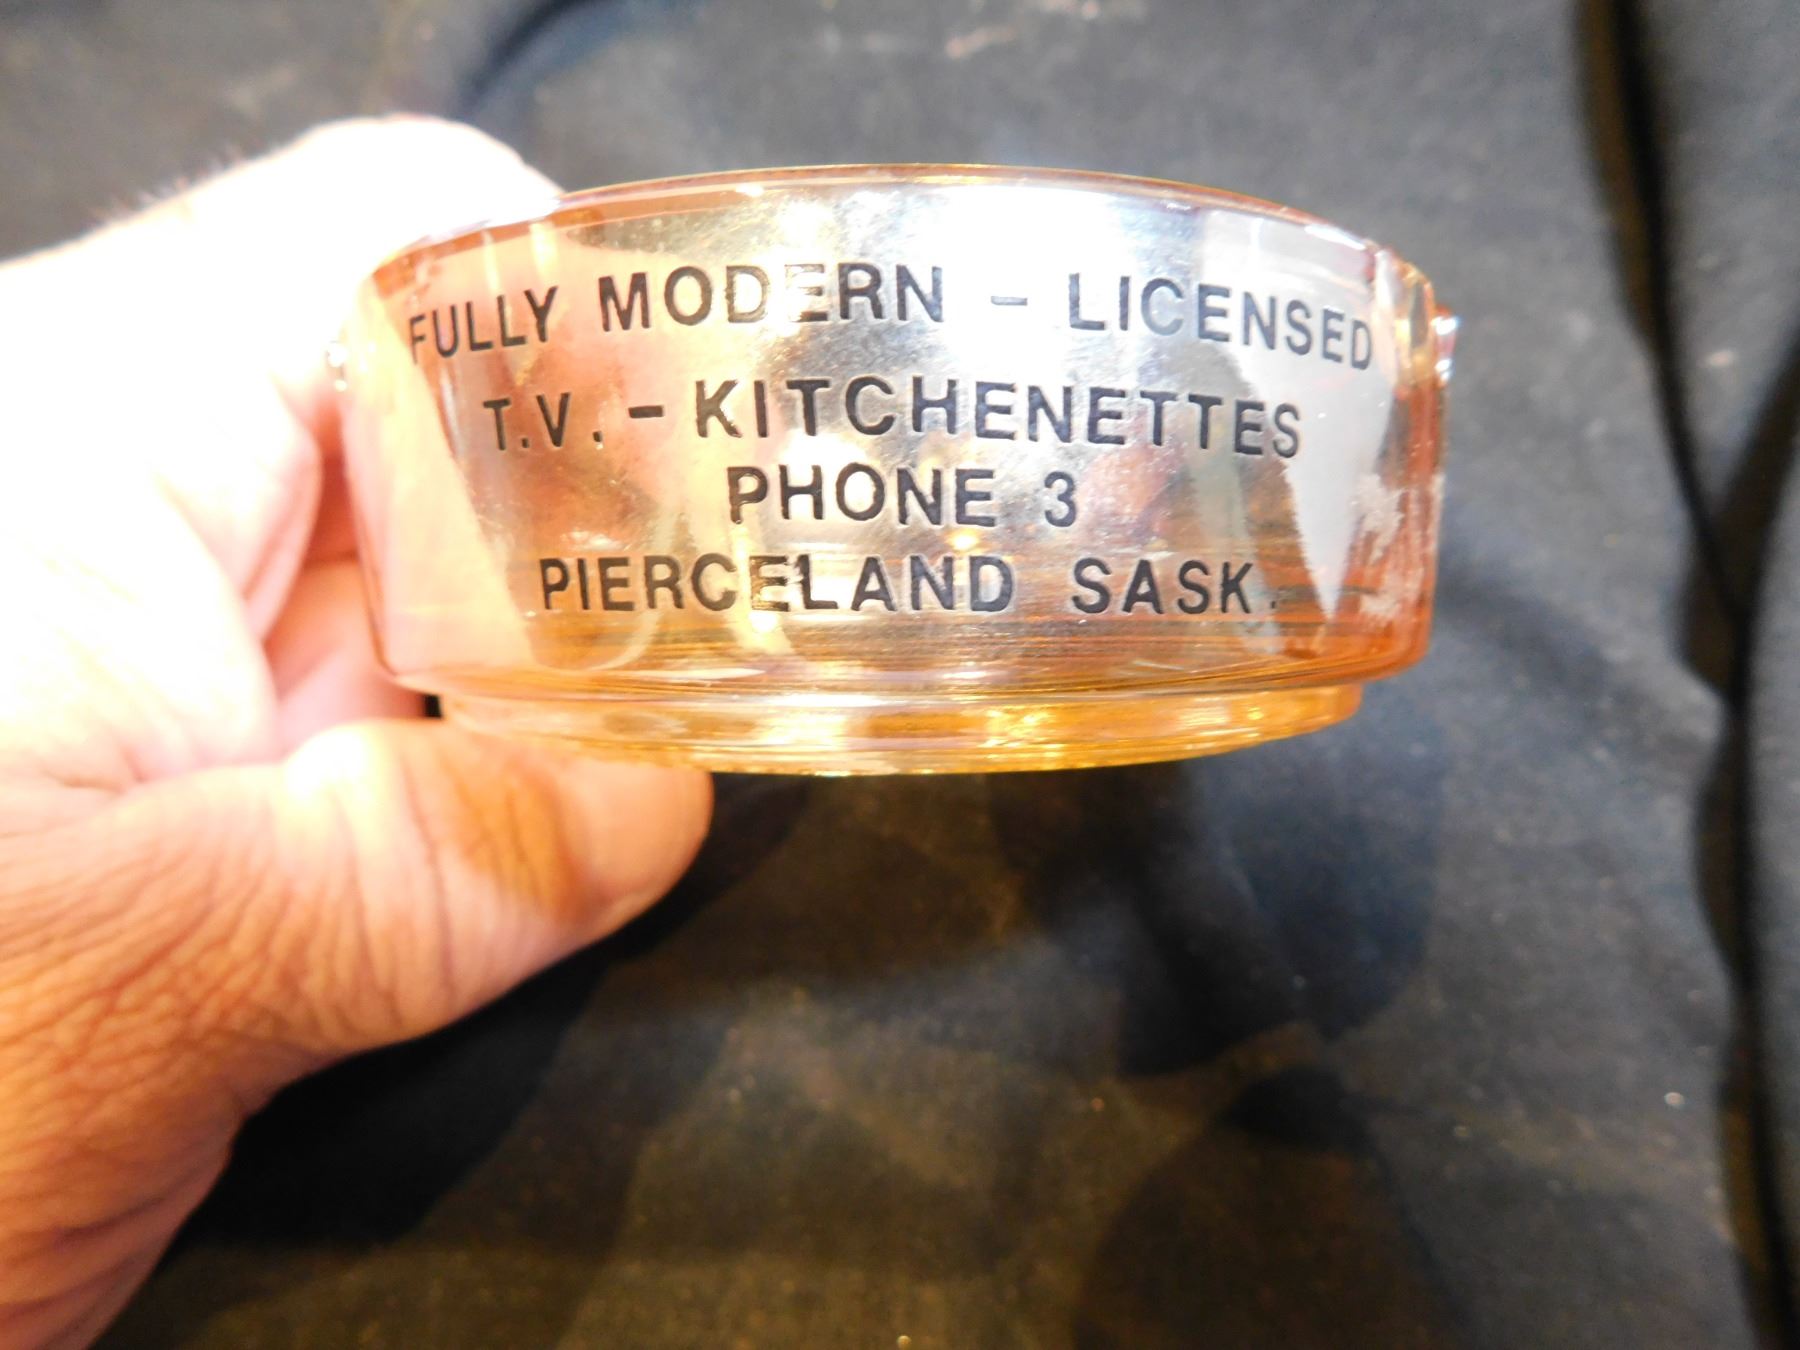 FULLY MODERN - LICENSED
T.V. - KITCHENETTES
PHONE 3
PIERCELAND SASK.